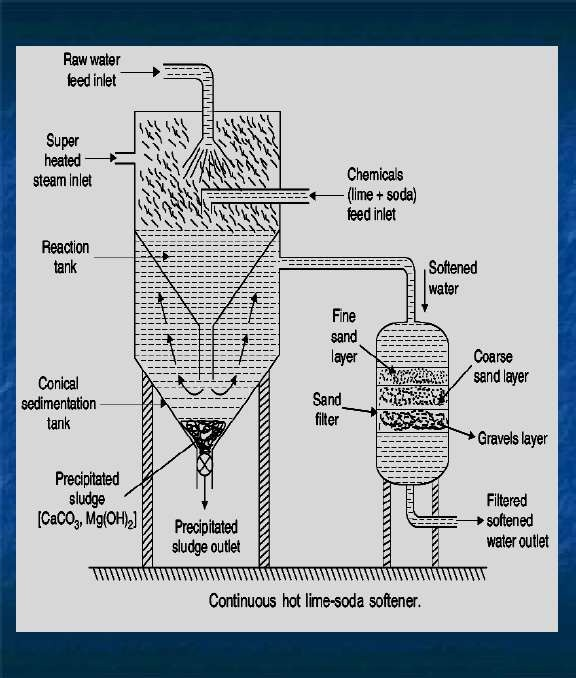 Raw water
feed inlet
Super
heated
steam inlet
Chemicals
(lime + soda)
feed inlet
Reaction
tank
Softened
water
Fine
sand
layer
Coarse
sand layer
Conical
sedimentation
tank
Sand
filter
Gravels layer
Precipitated
sludge
[CaCO₃, Mg(OH)₂]
Precipitated
sludge outlet
Filtered
softened
water outlet
Continuous hot lime-soda softener.